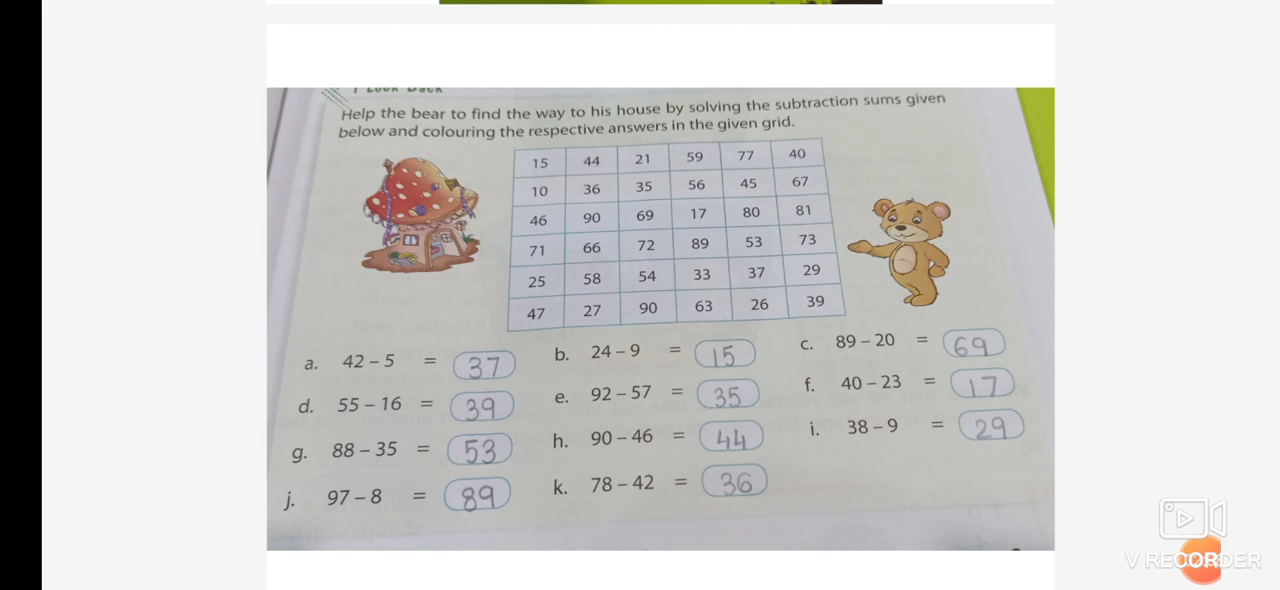 Help the bear to find the way to his house by solving the subtraction sums given
below and colouring the respective answers in the given grid.
15 44 21 59 77 40
10 36 35 56 45 67
46 90 69 17 80 81
71 66 72 89 53 73
25 58 54 33 37 29
47 27 90 63 26 39
a. 42 – 5 = 37 b. 24 – 9 = 15 c. 89 – 20 = 69
d. 55 – 16 = 39 e. 92 – 57 = 35 f. 40 – 23 = 17
g. 88 – 35 = 53 h. 90 – 46 = 44 i. 38 – 9 = 29
j. 97 – 8 = 89 k. 78 – 42 = 36
V RECORDER